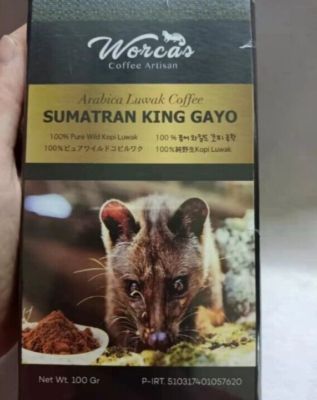 Worcas
Coffee Artisan
Arabica Luwak Coffee
SUMATRAN KING GAYO
100% Pure Wild Kopi Luwak
100 %
100%ピュアワイルドコピルワク
100%純野生Kopi Luwak
Net Wt. 100 Gr
P-IRT. 510317401057620